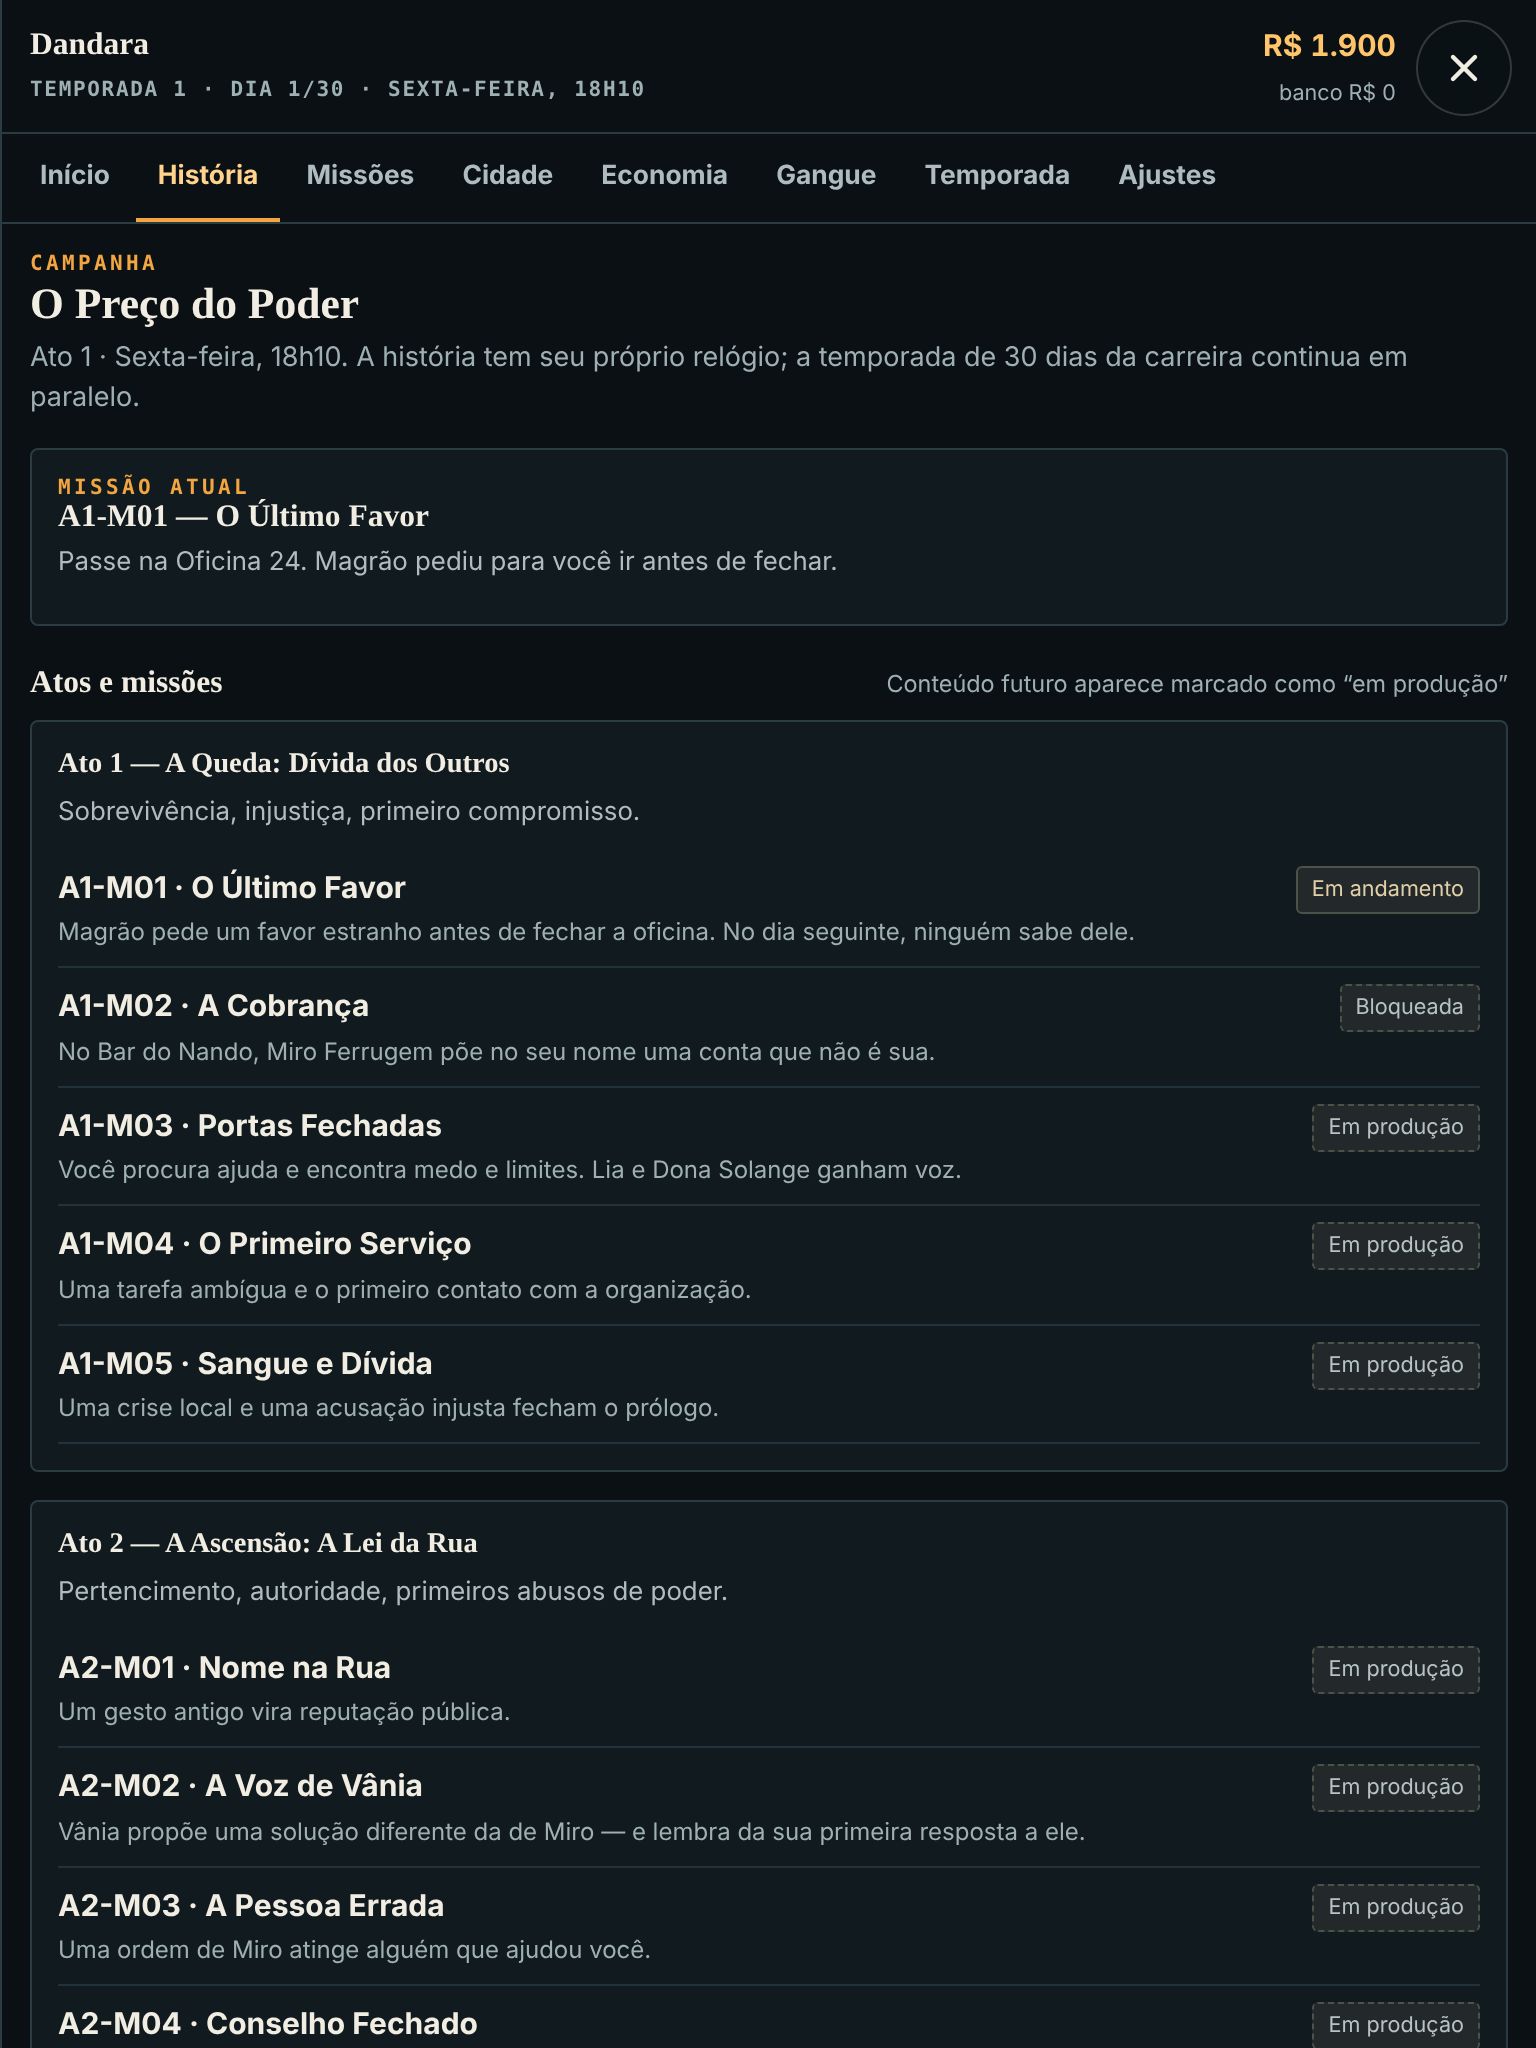 Dandara
R$ 1.900
TEMPORADA 1 · DIA 1/30 · SEXTA-FEIRA, 18H10
banco R$ 0
Início História Missões Cidade Economia Gangue Temporada Ajustes
CAMPANHA
O Preço do Poder
Ato 1 · Sexta-feira, 18h10. A história tem seu próprio relógio; a temporada de 30 dias da carreira continua em
paralelo.
MISSÃO ATUAL
A1-M01 — O Último Favor
Passe na Oficina 24. Magrão pediu para você ir antes de fechar.
Atos e missões
Conteúdo futuro aparece marcado como “em produção”
Ato 1 — A Queda: Dívida dos Outros
Sobrevivência, injustiça, primeiro compromisso.
A1-M01 · O Último Favor
Em andamento
Magrão pede um favor estranho antes de fechar a oficina. No dia seguinte, ninguém sabe dele.
A1-M02 · A Cobrança
Bloqueada
No Bar do Nando, Miro Ferrugem põe no seu nome uma conta que não é sua.
A1-M03 · Portas Fechadas
Em produção
Você procura ajuda e encontra medo e limites. Lia e Dona Solange ganham voz.
A1-M04 · O Primeiro Serviço
Em produção
Uma tarefa ambígua e o primeiro contato com a organização.
A1-M05 · Sangue e Dívida
Em produção
Uma crise local e uma acusação injusta fecham o prólogo.
Ato 2 — A Ascensão: A Lei da Rua
Pertencimento, autoridade, primeiros abusos de poder.
A2-M01 · Nome na Rua
Em produção
Um gesto antigo vira reputação pública.
A2-M02 · A Voz de Vânia
Em produção
Vânia propõe uma solução diferente da de Miro — e lembra da sua primeira resposta a ele.
A2-M03 · A Pessoa Errada
Em produção
Uma ordem de Miro atinge alguém que ajudou você.
A2-M04 · Conselho Fechado
Em produção